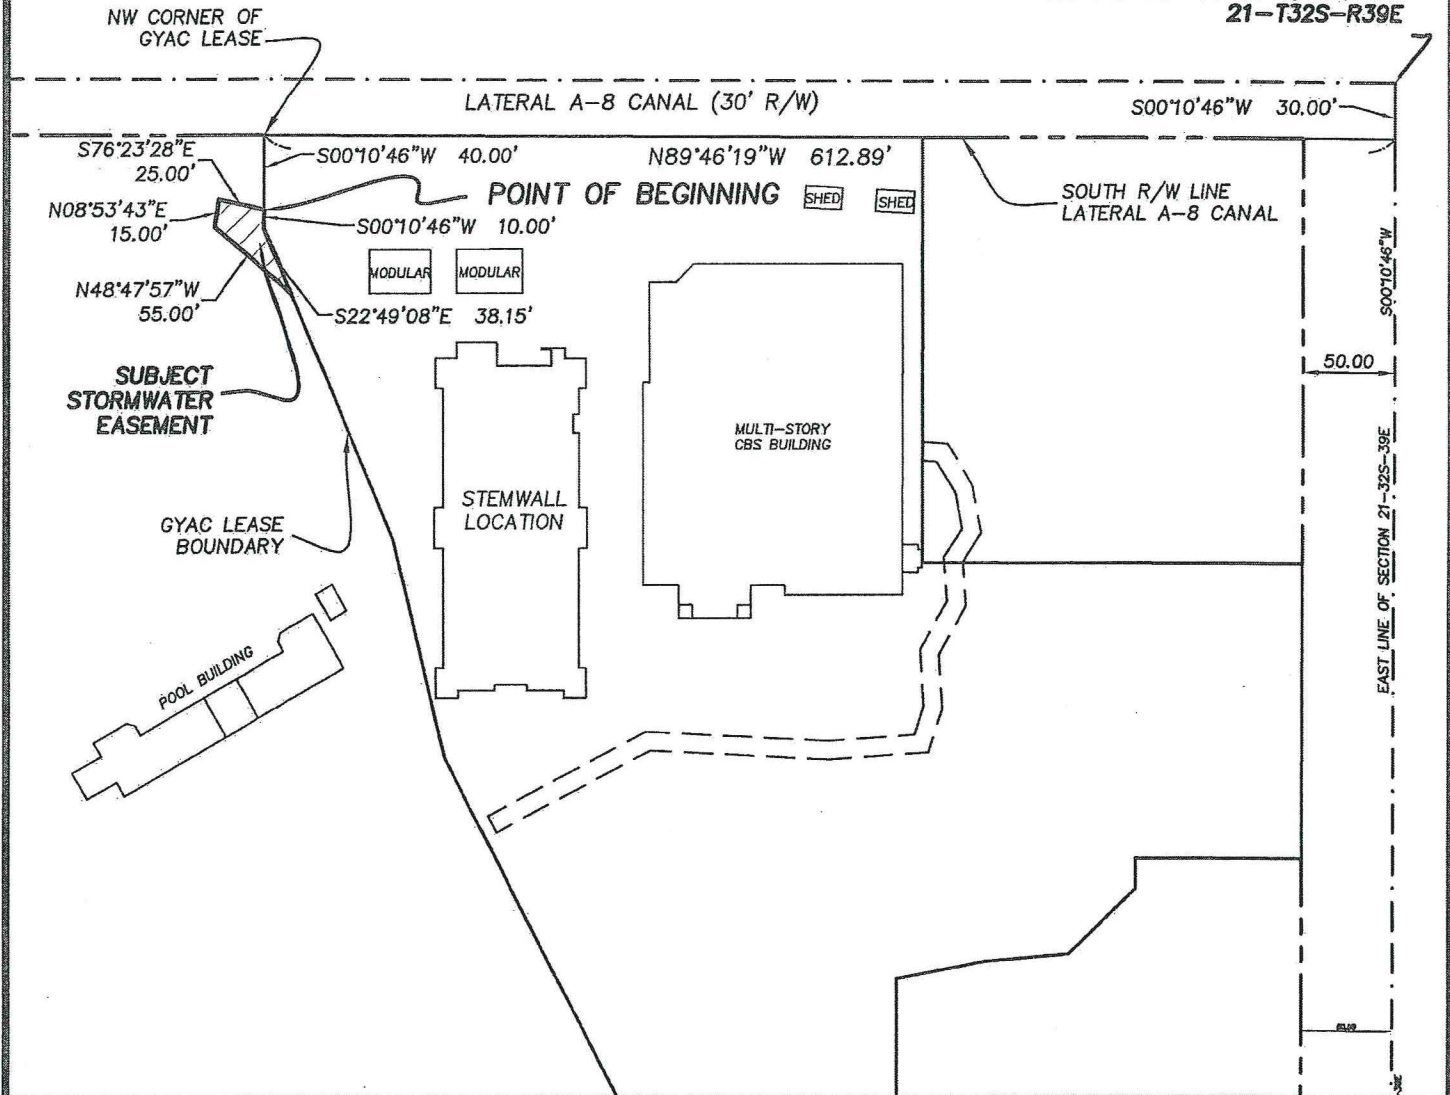 21-T32S-R39E
NW CORNER OF
GYAC LEASE
LATERAL A-8 CANAL (30' R/W)
S00°10'46"W 30.00'
S76°23'28"E
25.00'
S00°10'46"W 40.00'
N89°46'19"W 612.89'
POINT OF BEGINNING
SHED
SHED
SOUTH R/W LINE
LATERAL A-8 CANAL
N08°53'43"E
15.00'
S00°10'46"W 10.00'
S00°10'46"W
MODULAR
MODULAR
N48°47'57"W
55.00'
S22°49'08"E 38.15'
50.00
SUBJECT
STORMWATER
EASEMENT
MULTI-STORY
CBS BUILDING
EAST LINE OF SECTION 21-32S-39E
STEMWALL
LOCATION
GYAC LEASE
BOUNDARY
POOL BUILDING